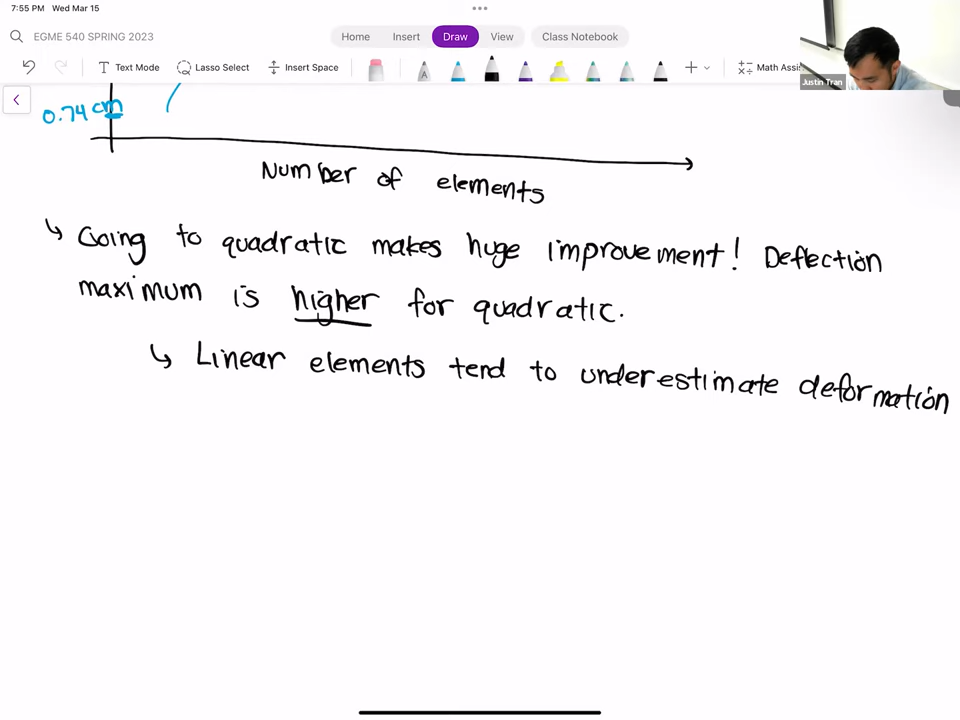 7:55 PM Wed Mar 15
EGME 540 SPRING 2023
Home Insert Draw View Class Notebook
Text Mode Lasso Select Insert Space Math Assis
Justin Tran
0.74 cm
Number of elements
↳ Going to quadratic makes huge improvement! Deflection
maximum is higher for quadratic.
↳ Linear elements tend to underestimate deformation